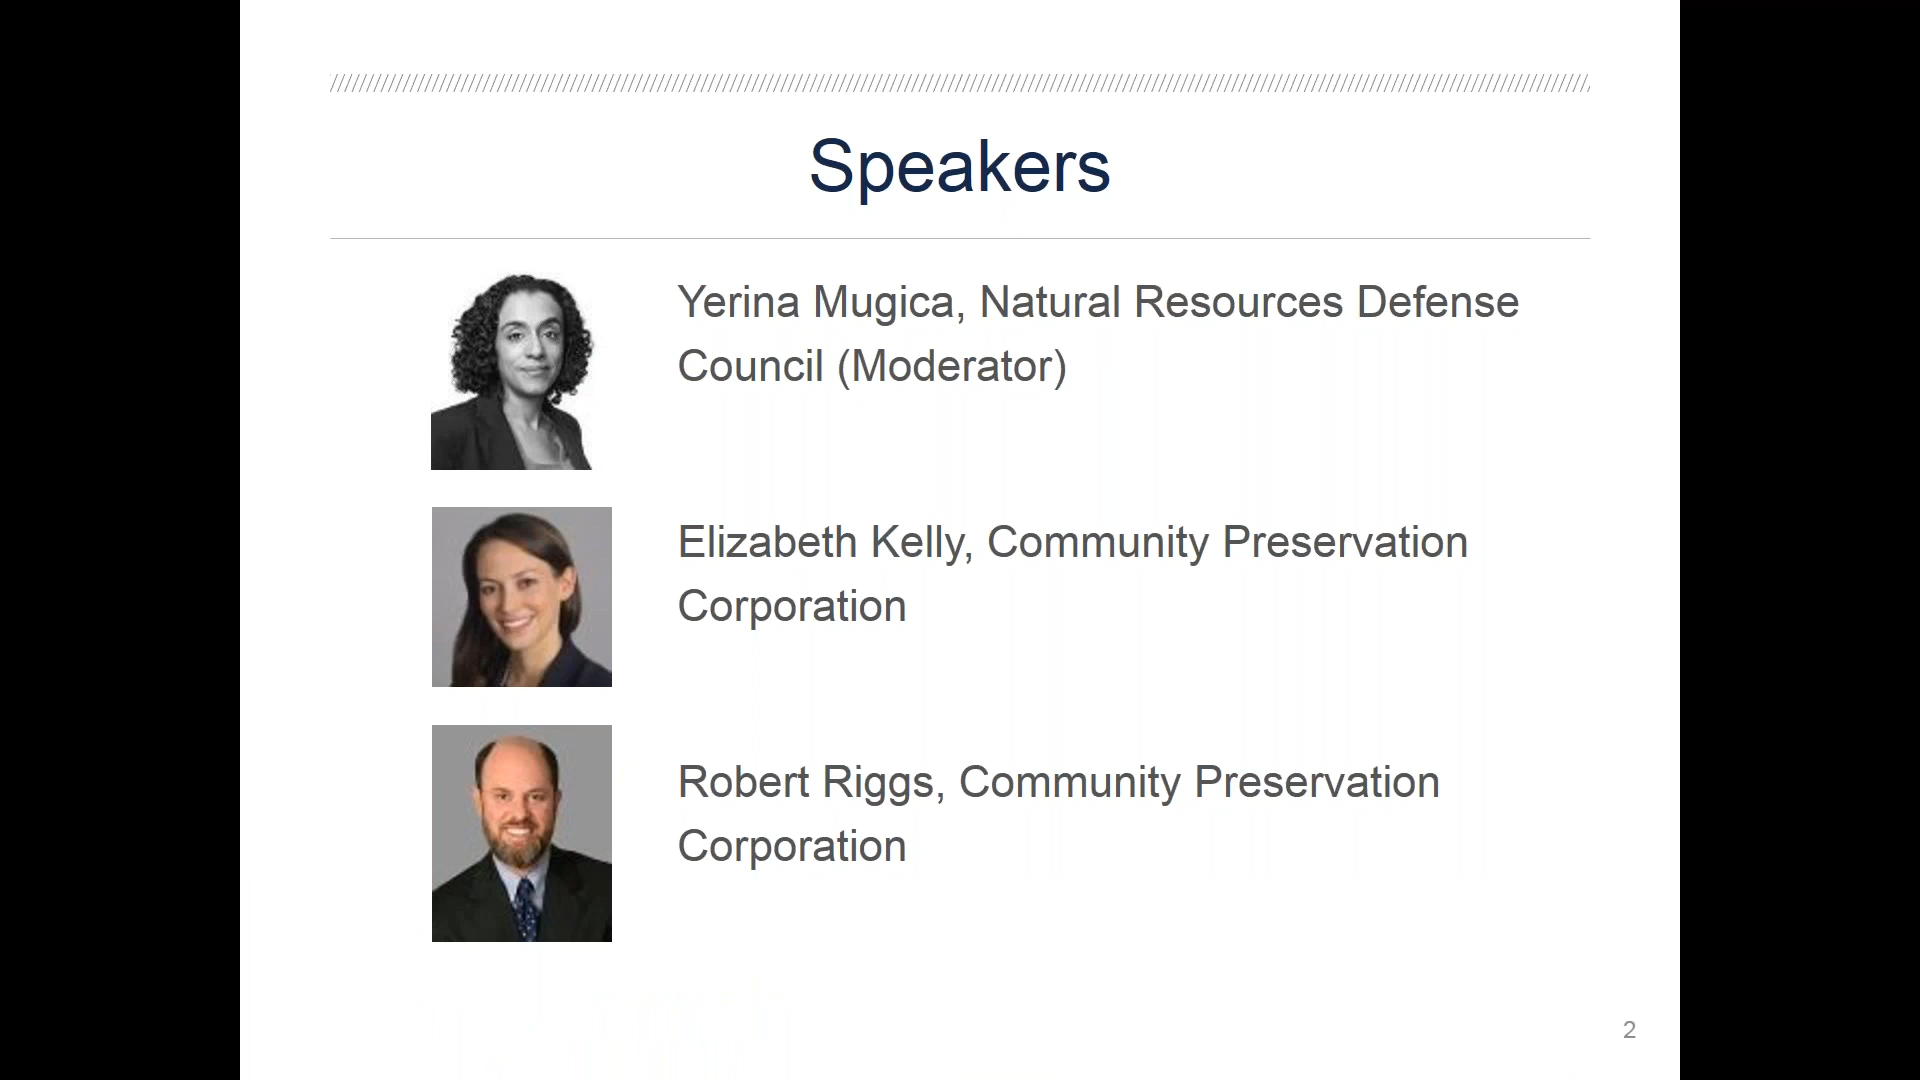 Speakers
Yerina Mugica, Natural Resources Defense
Council (Moderator)
Elizabeth Kelly, Community Preservation
Corporation
Robert Riggs, Community Preservation
Corporation
2